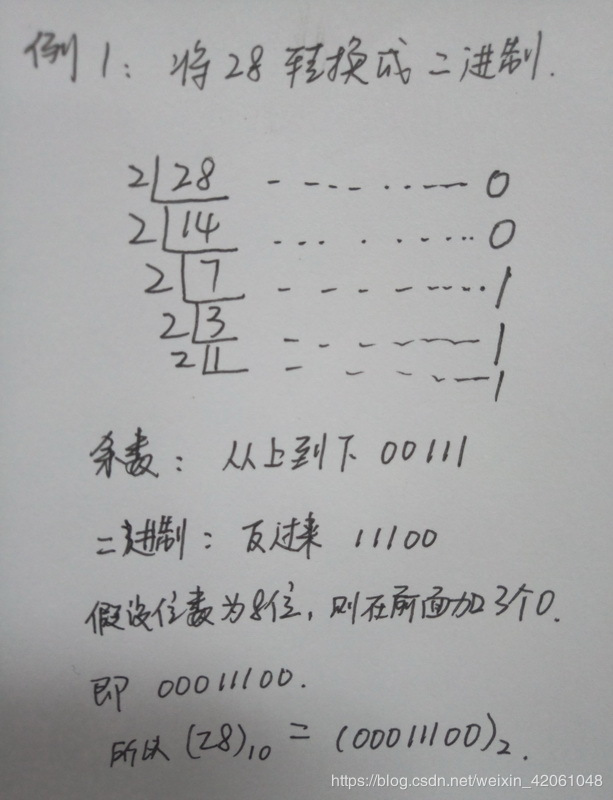 例1: 将28转换成二进制.
2 28 ------- 0
2 14 ------- 0
2 7 ------- 1
2 3 ------- 1
2 1 ------- 1
余数: 从上到下 00111
二进制: 反过来 11100
假设位数为8位, 则在前面加3个0.
即 00011100.
所以 (28)10 = (00011100)2.
https://blog.csdn.net/weixin_42061048